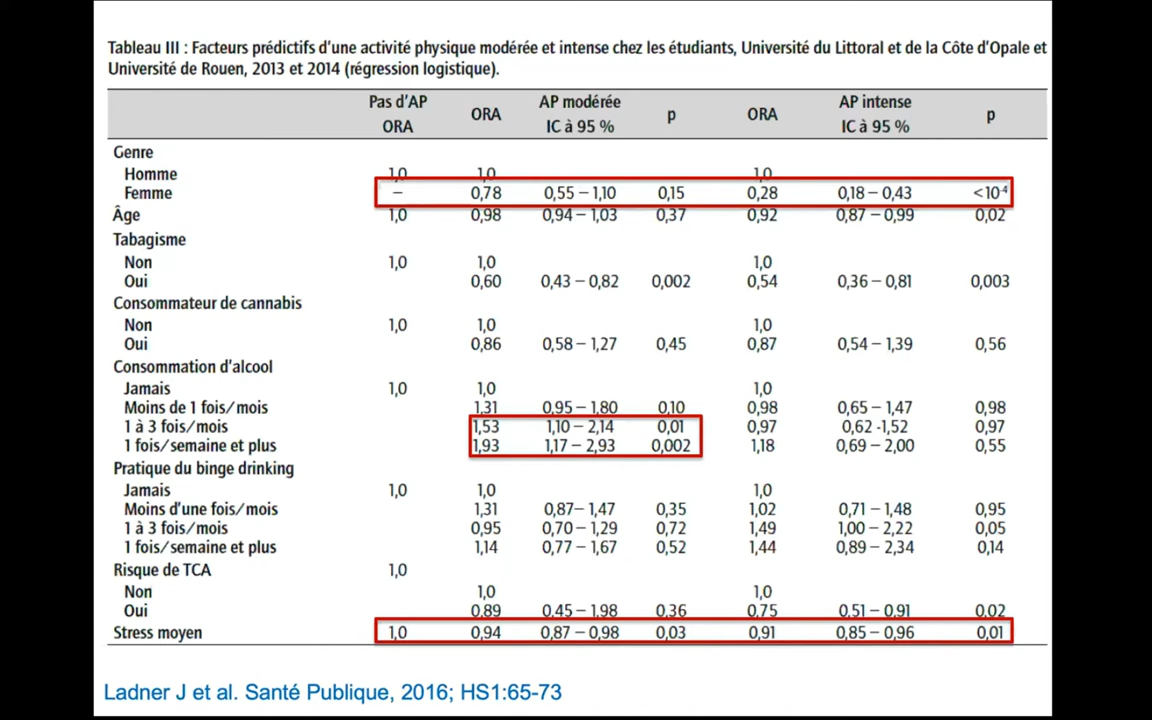 Tableau III : Facteurs prédictifs d'une activité physique modérée et intense chez les étudiants, Université du Littoral et de la Côte d'Opale et
Université de Rouen, 2013 et 2014 (régression logistique).
Pas d'AP ORA ORA AP modérée IC à 95 % p ORA AP intense IC à 95 % p
Genre
Homme 1,0 1,0 1,0
Femme – 0,78 0,55 – 1,10 0,15 0,28 0,18 – 0,43 <10-4
Âge 1,0 0,98 0,94 – 1,03 0,37 0,92 0,87 – 0,99 0,02
Tabagisme
Non 1,0 1,0 1,0
Oui 0,60 0,43 – 0,82 0,002 0,54 0,36 – 0,81 0,003
Consommateur de cannabis
Non 1,0 1,0 1,0
Oui 0,86 0,58 – 1,27 0,45 0,87 0,54 – 1,39 0,56
Consommation d'alcool
Jamais 1,0 1,0 1,0
Moins de 1 fois/mois 1,31 0,95 – 1,80 0,10 0,98 0,65 – 1,47 0,98
1 à 3 fois/mois 1,53 1,10 – 2,14 0,01 0,97 0,62 -1,52 0,97
1 fois/semaine et plus 1,93 1,17 – 2,93 0,002 1,18 0,69 – 2,00 0,55
Pratique du binge drinking
Jamais 1,0 1,0 1,0
Moins d'une fois/mois 1,31 0,87– 1,47 0,35 1,02 0,71 – 1,48 0,95
1 à 3 fois/mois 0,95 0,70 – 1,29 0,72 1,49 1,00 – 2,22 0,05
1 fois/semaine et plus 1,14 0,77 – 1,67 0,52 1,44 0,89 – 2,34 0,14
Risque de TCA 1,0
Non 1,0 1,0
Oui 0,89 0,45 – 1,98 0,36 0,75 0,51 – 0,91 0,02
Stress moyen 1,0 0,94 0,87 – 0,98 0,03 0,91 0,85 – 0,96 0,01
Ladner J et al. Santé Publique, 2016; HS1:65-73